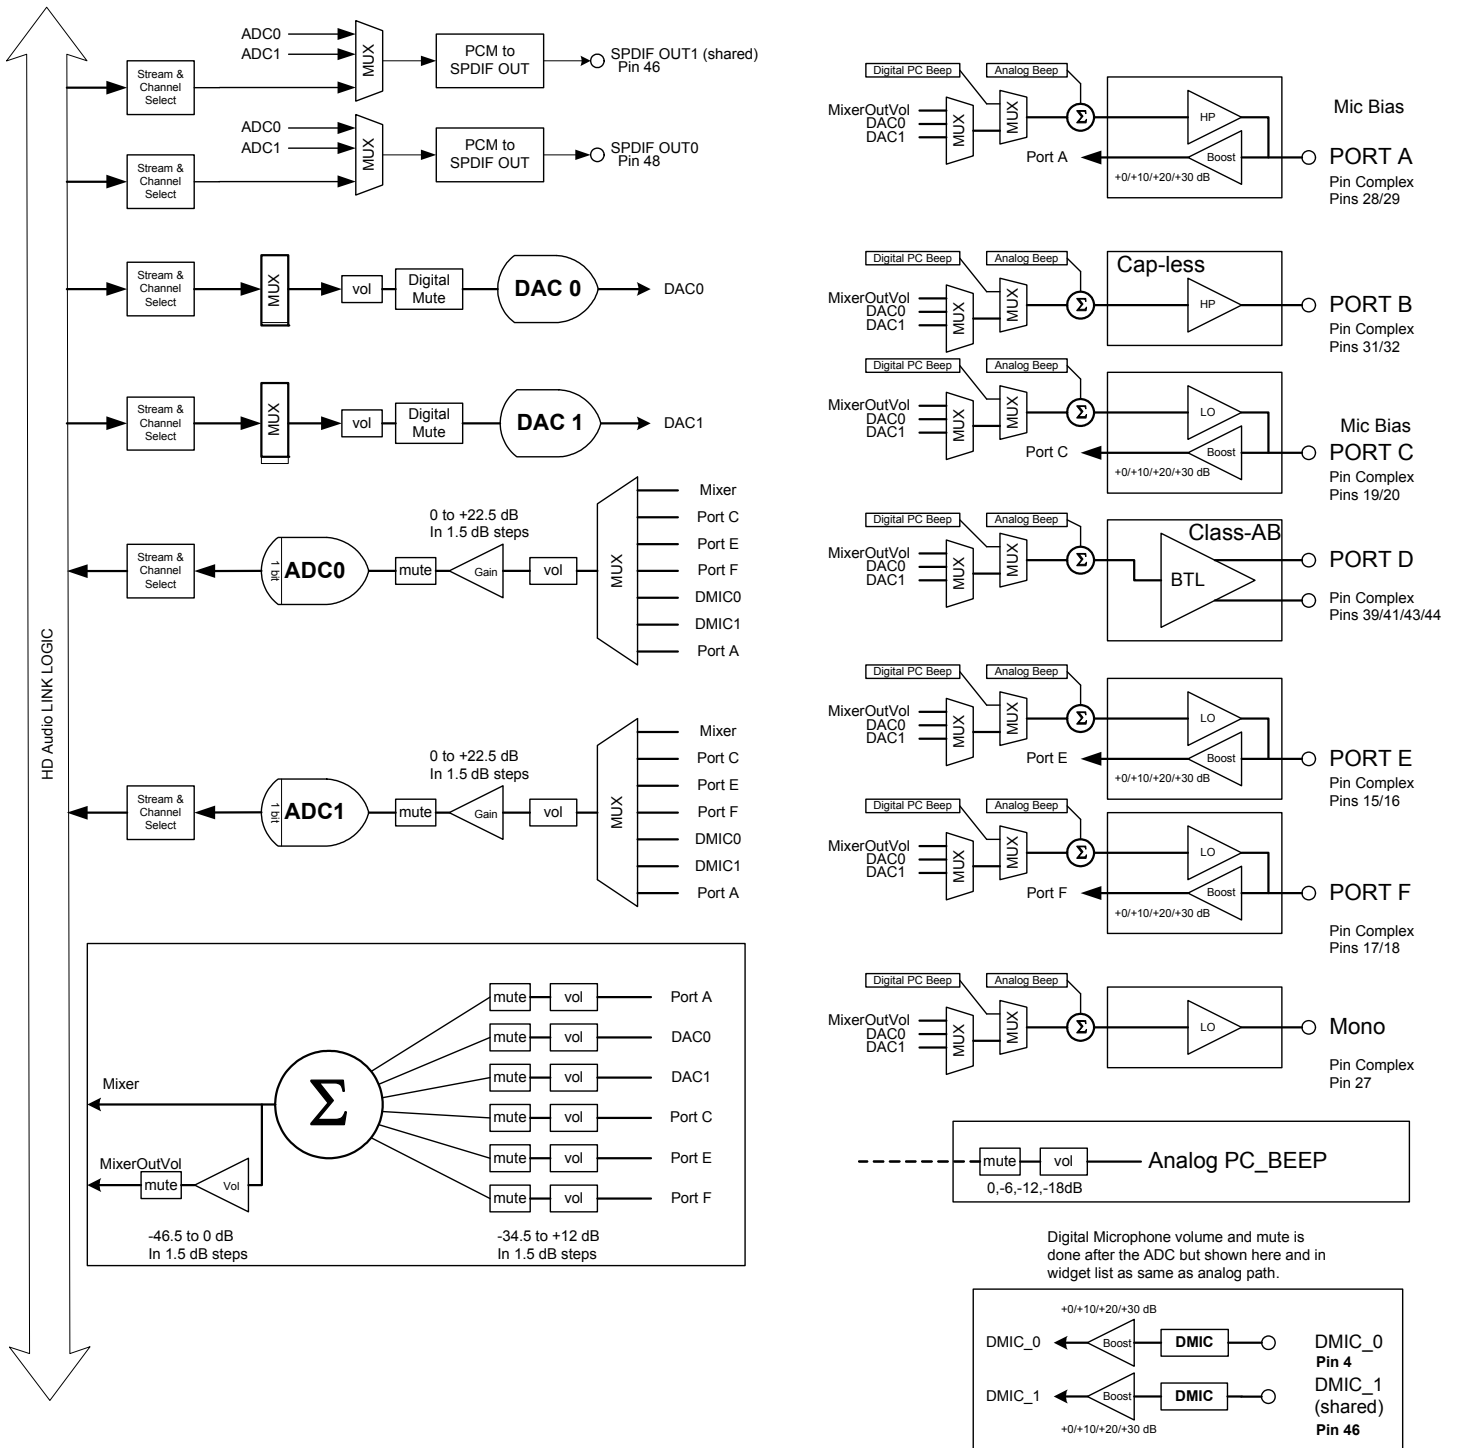 HD Audio LINK LOGIC
ADC0
ADC1
Stream &
Channel
Select
MUX
PCM to
SPDIF OUT
SPDIF OUT1 (shared)
Pin 46
ADC0
ADC1
Stream &
Channel
Select
MUX
PCM to
SPDIF OUT
SPDIF OUT0
Pin 48
Stream &
Channel
Select
MUX
vol
Digital
Mute
DAC 0
DAC0
Stream &
Channel
Select
MUX
vol
Digital
Mute
DAC 1
DAC1
Stream &
Channel
Select
1 bit
ADC0
mute
0 to +22.5 dB
In 1.5 dB steps
Gain
vol
MUX
Mixer
Port C
Port E
Port F
DMIC0
DMIC1
Port A
Stream &
Channel
Select
1 bit
ADC1
mute
0 to +22.5 dB
In 1.5 dB steps
Gain
vol
MUX
Mixer
Port C
Port E
Port F
DMIC0
DMIC1
Port A
Mixer
MixerOutVol
mute
Vol
-46.5 to 0 dB
In 1.5 dB steps
Σ
mute
vol
Port A
mute
vol
DAC0
mute
vol
DAC1
mute
vol
Port C
mute
vol
Port E
mute
vol
Port F
-34.5 to +12 dB
In 1.5 dB steps
Digital PC Beep
Analog Beep
MixerOutVol
DAC0
DAC1
MUX
MUX
Σ
HP
Port A
Boost
+0/+10/+20/+30 dB
Mic Bias
PORT A
Pin Complex
Pins 28/29
Digital PC Beep
Analog Beep
MixerOutVol
DAC0
DAC1
MUX
MUX
Σ
Cap-less
HP
PORT B
Pin Complex
Pins 31/32
Digital PC Beep
Analog Beep
MixerOutVol
DAC0
DAC1
MUX
MUX
Σ
LO
Port C
Boost
+0/+10/+20/+30 dB
Mic Bias
PORT C
Pin Complex
Pins 19/20
Digital PC Beep
Analog Beep
MixerOutVol
DAC0
DAC1
MUX
MUX
Σ
Class-AB
BTL
PORT D
Pin Complex
Pins 39/41/43/44
Digital PC Beep
Analog Beep
MixerOutVol
DAC0
DAC1
MUX
MUX
Σ
LO
Port E
Boost
+0/+10/+20/+30 dB
PORT E
Pin Complex
Pins 15/16
Digital PC Beep
Analog Beep
MixerOutVol
DAC0
DAC1
MUX
MUX
Σ
LO
Port F
Boost
+0/+10/+20/+30 dB
PORT F
Pin Complex
Pins 17/18
Digital PC Beep
Analog Beep
MixerOutVol
DAC0
DAC1
MUX
MUX
Σ
LO
Mono
Pin Complex
Pin 27
mute
vol
Analog PC_BEEP
0,-6,-12,-18dB
Digital Microphone volume and mute is
done after the ADC but shown here and in
widget list as same as analog path.
+0/+10/+20/+30 dB
DMIC_0
Boost
DMIC
DMIC_0
Pin 4
DMIC_1
Boost
DMIC
DMIC_1
(shared)
Pin 46
+0/+10/+20/+30 dB